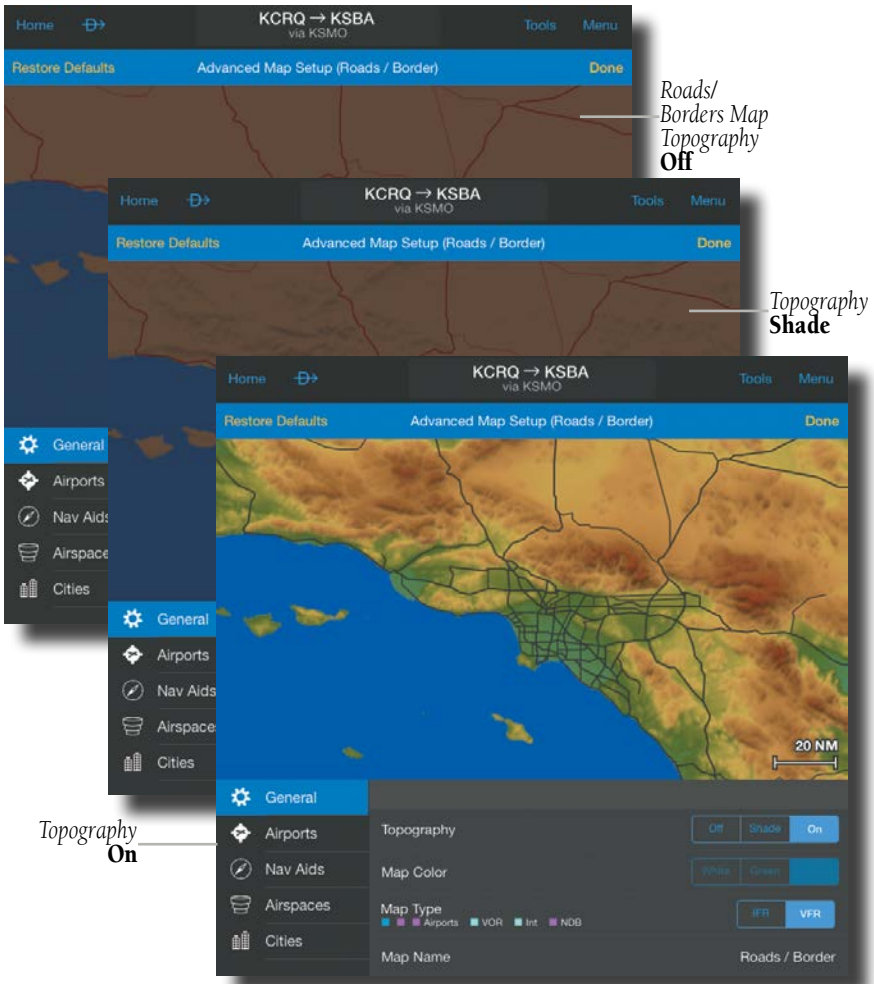 Home
KCRQ → KSBA
Tools
Menu
via KSMO
Restore Defaults
Advanced Map Setup (Roads / Border)
Done
Roads/
Borders Map
Topography
Off
General
Airports
Nav Aids
Airspace
Cities
Home
KCRQ → KSBA
Tools
Menu
via KSMO
Restore Defaults
Advanced Map Setup (Roads / Border)
Done
Topography
Shade
General
Airports
Nav Aids
Airspace
Cities
Home
KCRQ → KSBA
Tools
Menu
via KSMO
Restore Defaults
Advanced Map Setup (Roads / Border)
Done
20 NM
Topography
On
General
Airports
Nav Aids
Airspaces
Cities
Topography
Off
Shade
On
Map Color
White
Green
Map Type
Airports
VOR
Int
NDB
IFR
VFR
Map Name
Roads / Border